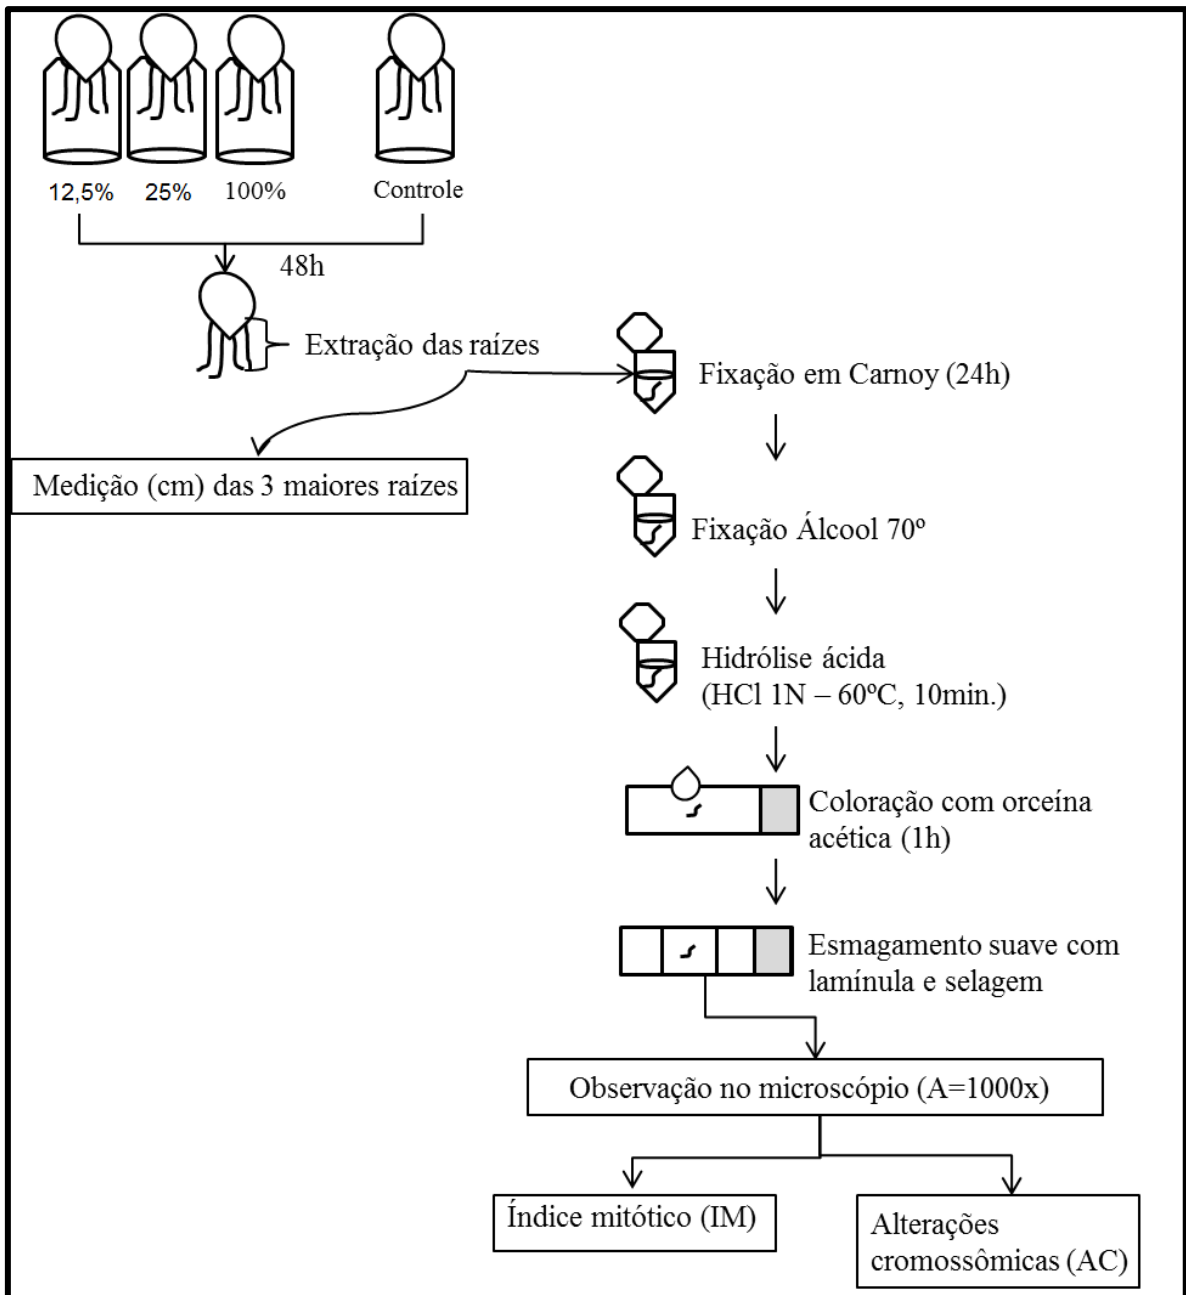 12,5% 25% 100% Controle
48h
Extração das raízes
Fixação em Carnoy (24h)
Medição (cm) das 3 maiores raízes
Fixação Álcool 70º
Hidrólise ácida
(HCl 1N – 60ºC, 10min.)
Coloração com orceína
acética (1h)
Esmagamento suave com
lamínula e selagem
Observação no microscópio (A=1000x)
Índice mitótico (IM)
Alterações
cromossômicas (AC)